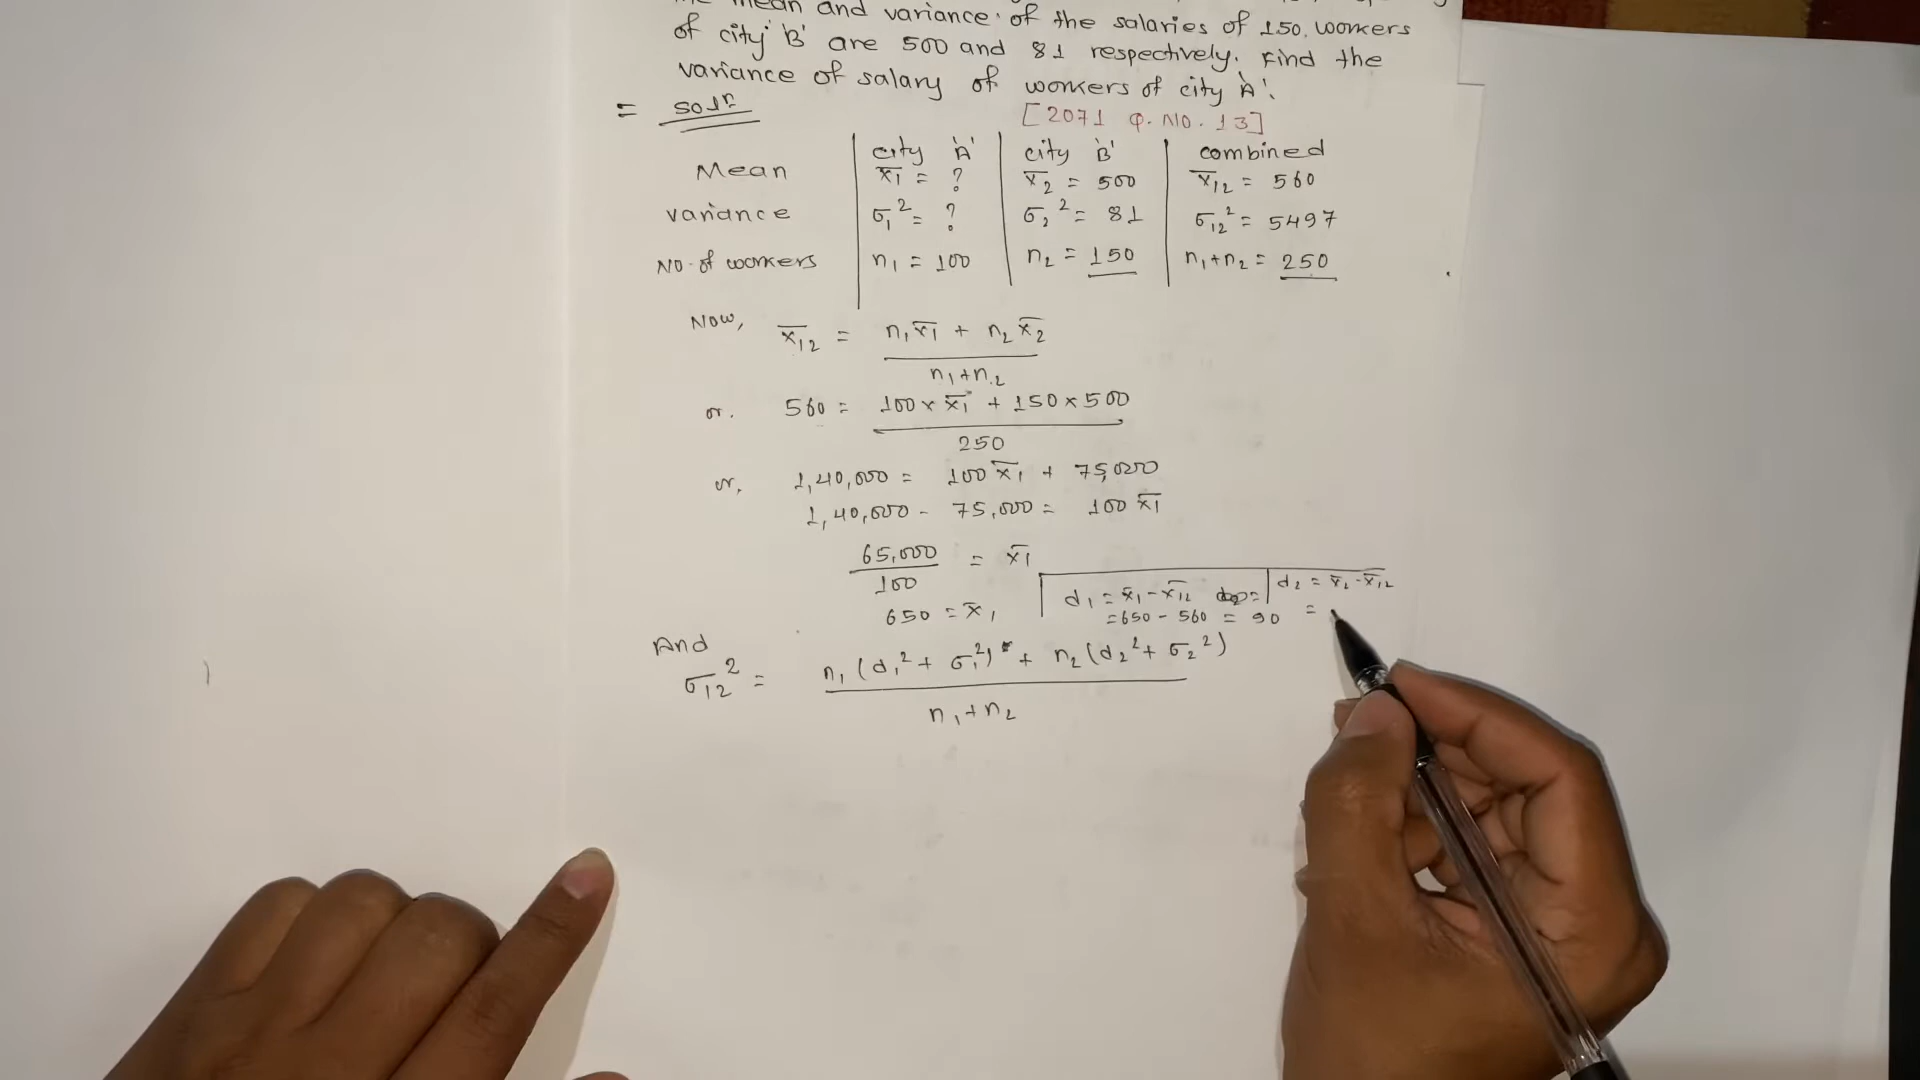 mean and variance of the salaries of 150 workers
of city 'B' are 500 and 81 respectively. Find the
variance of salary of workers of city 'A'.
= Solⁿ
[2071 Q. NO. 13]
city 'A' city 'B' combined
Mean x̄₁ = ? x̄₂ = 500 x̄₁₂ = 560
variance σ₁² = ? σ₂² = 81 σ₁₂² = 5497
NO. of workers n₁ = 100 n₂ = 150 n₁+n₂ = 250
Now, x̄₁₂ = n₁x̄₁ + n₂x̄₂
n₁+n₂
or. 560 = 100 × x̄₁ + 150 × 500
250
or, 1,40,000 = 100 x̄₁ + 75,000
1,40,000 - 75,000 = 100 x̄₁
65,000 = x̄₁
100
d₁ = x̄₁ - x̄₁₂ d₂ = x̄₂ - x̄₁₂
650 = x̄₁ = 650 - 560 = 90 =
And
σ₁₂² = n₁(d₁² + σ₁²) + n₂(d₂² + σ₂²)
n₁+n₂